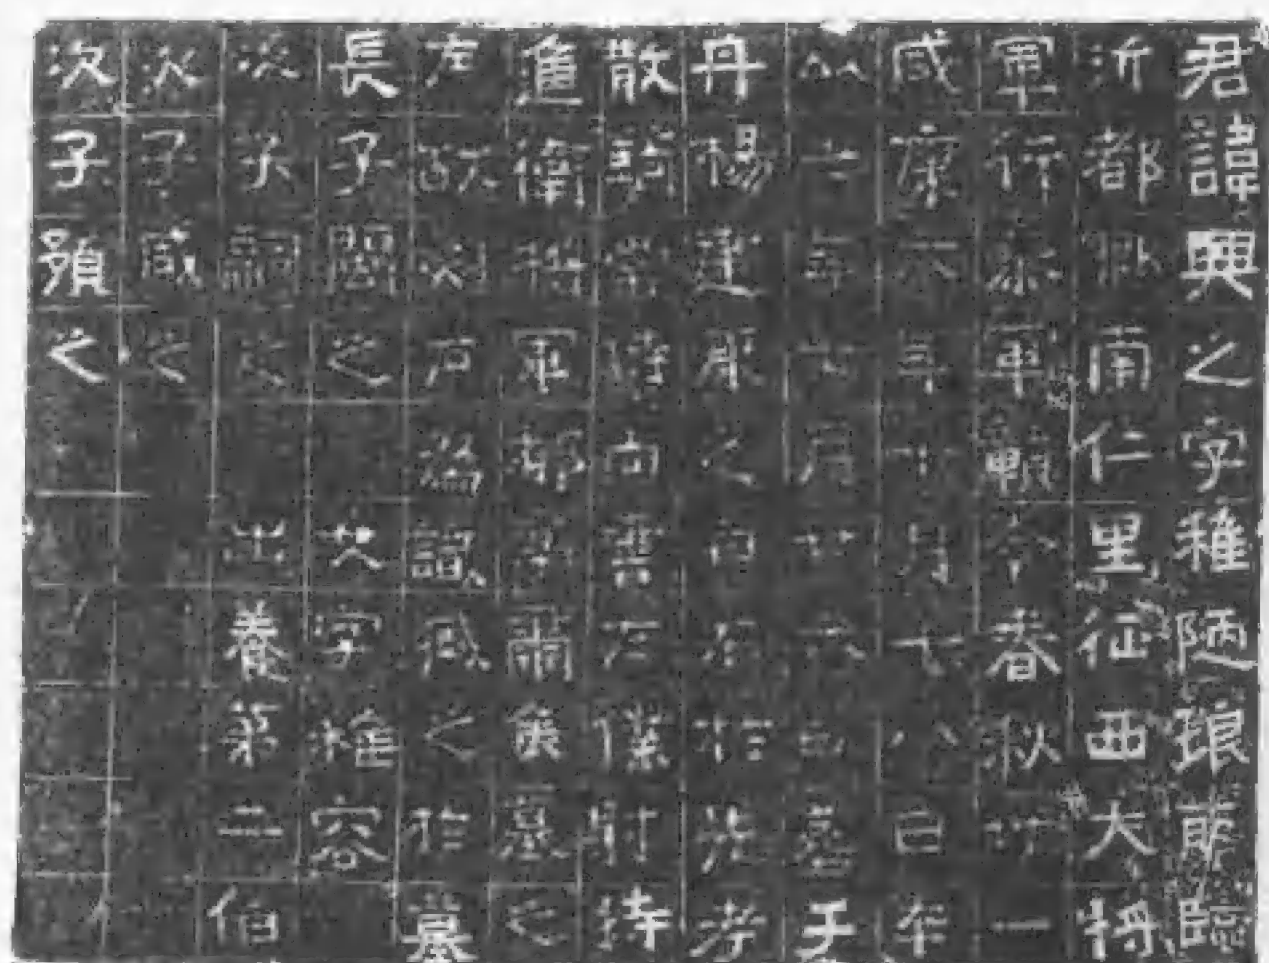 君諱興之字稚陋琅耶臨
沂都鄉南仁里征西大將
軍行參軍贛令春秋卅一
咸康六年十月十八日卒
以七年七月廿六日葬于
丹楊建康之白石於先考
散騎常侍尚書左僕射特
進衛將軍都亭肅侯墓之
左故刻石為識臧之於墓
長子閩之 女字稚容
次子嗣之 出養第二伯
次子咸之
次子預之